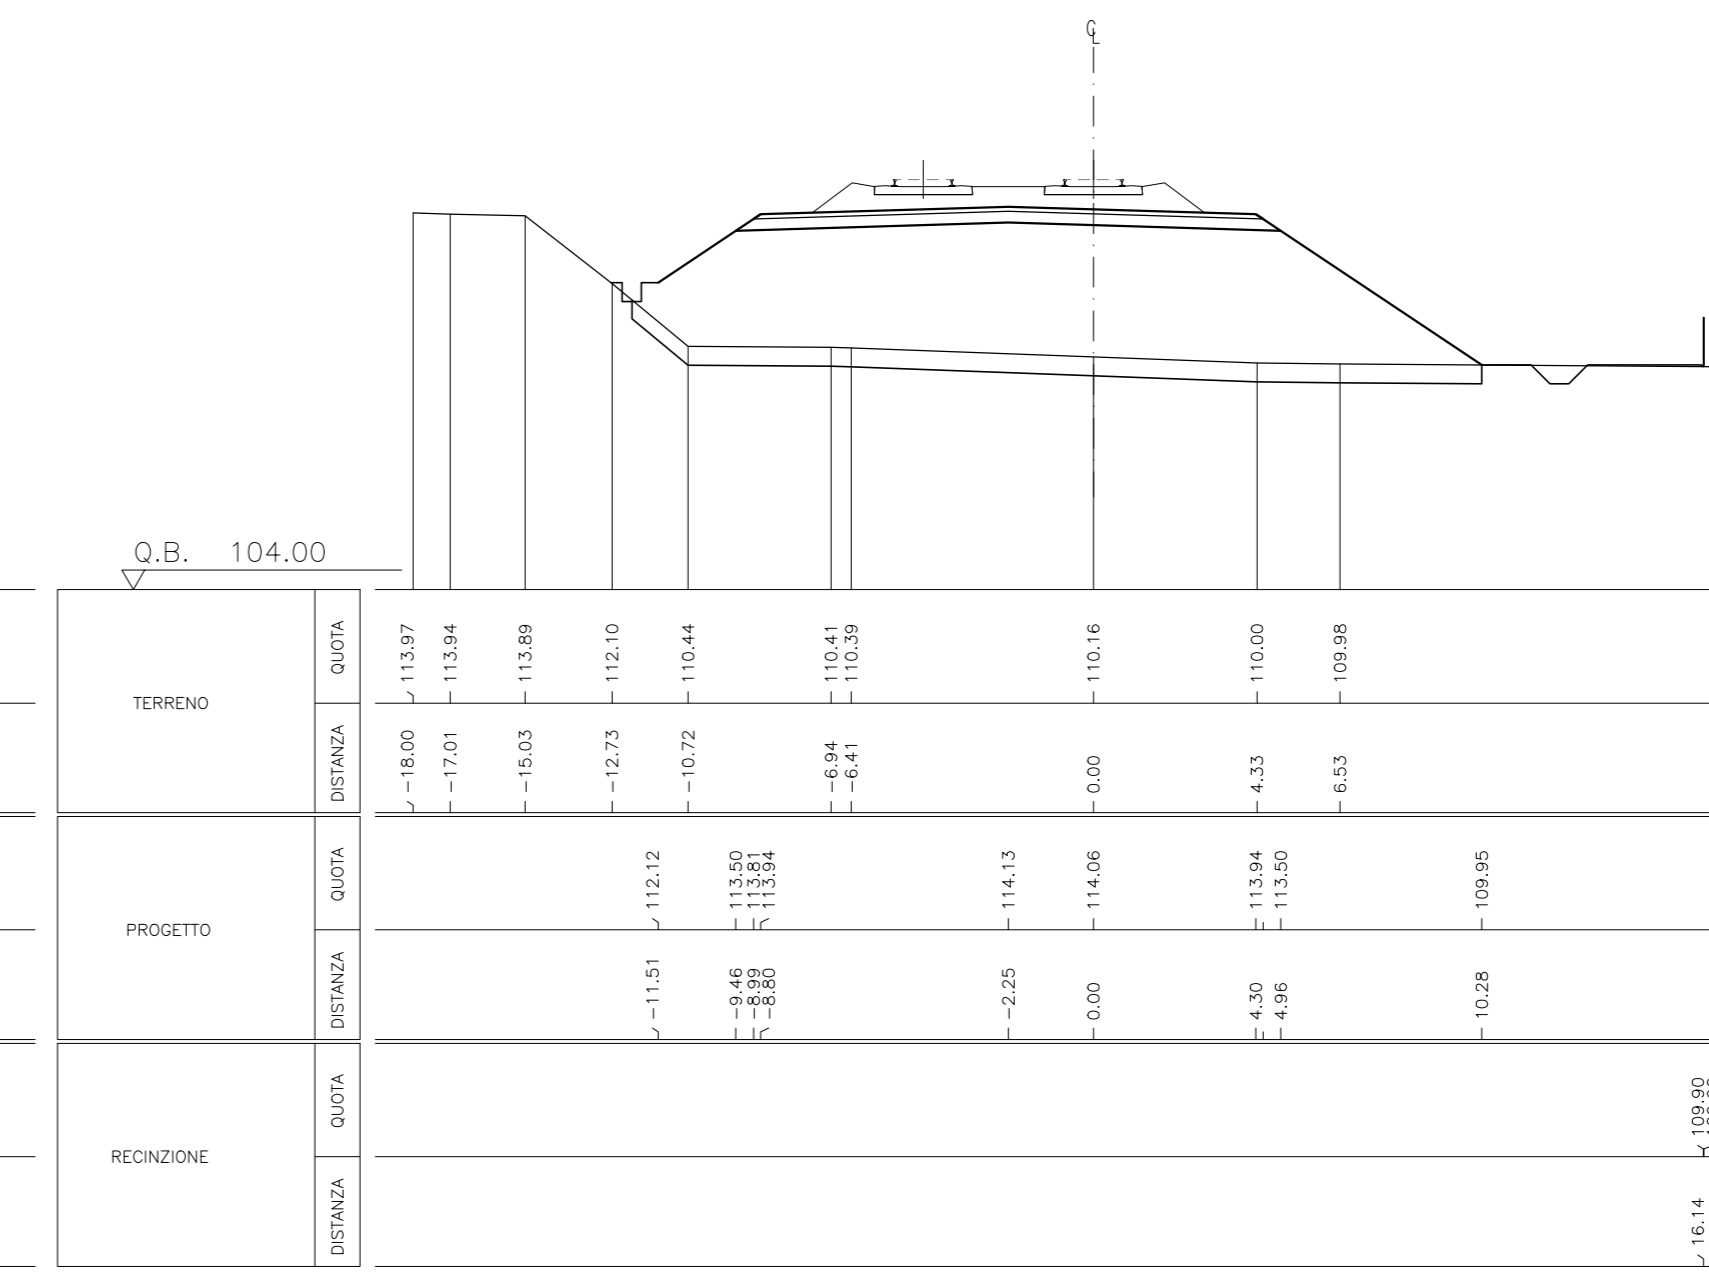 ℄
Q.B. 104.00
TERRENO
QUOTA
113.97 113.94 113.89 112.10 110.44 110.41 110.39 110.16 110.00 109.98
DISTANZA
-18.00 -17.01 -15.03 -12.73 -10.72 -6.94 -6.41 0.00 4.33 6.53
PROGETTO
QUOTA
112.12 113.50 113.81 113.94 114.13 114.06 113.94 113.50 109.95
DISTANZA
-11.51 -9.46 -8.99 -8.80 -2.25 0.00 4.30 4.96 10.28
RECINZIONE
QUOTA
109.90
DISTANZA
16.14